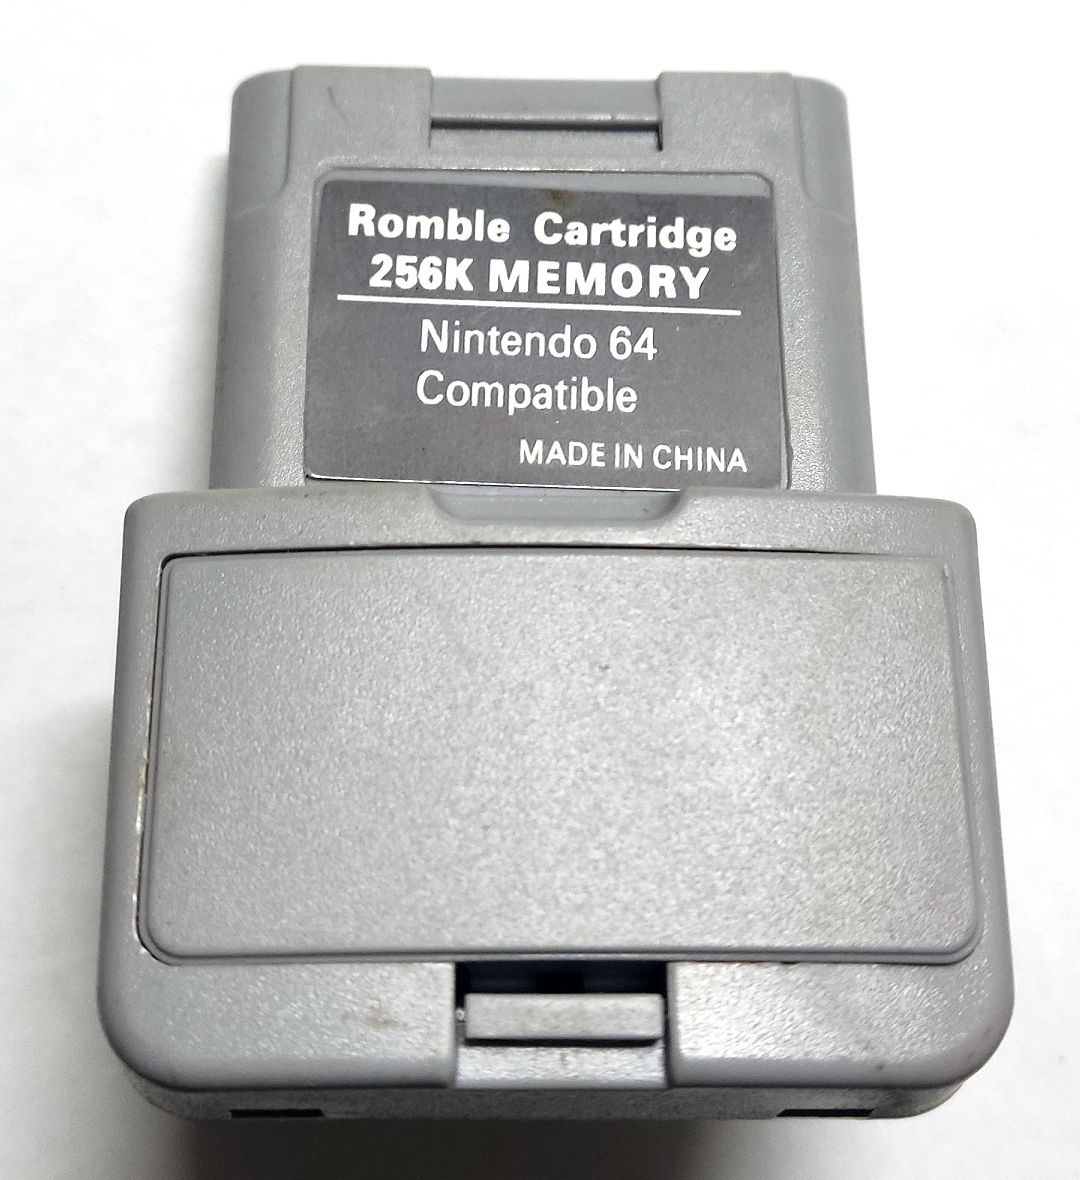 Romble Cartridge
256K MEMORY
Nintendo 64
Compatible
MADE IN CHINA